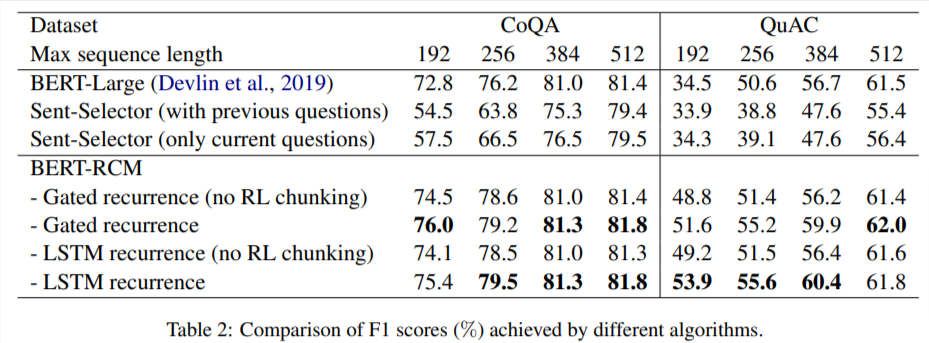 Dataset CoQA QuAC
Max sequence length 192 256 384 512 192 256 384 512
BERT-Large (Devlin et al., 2019) 72.8 76.2 81.0 81.4 34.5 50.6 56.7 61.5
Sent-Selector (with previous questions) 54.5 63.8 75.3 79.4 33.9 38.8 47.6 55.4
Sent-Selector (only current questions) 57.5 66.5 76.5 79.5 34.3 39.1 47.6 56.4
BERT-RCM
- Gated recurrence (no RL chunking) 74.5 78.6 81.0 81.4 48.8 51.4 56.2 61.4
- Gated recurrence 76.0 79.2 81.3 81.8 51.6 55.2 59.9 62.0
- LSTM recurrence (no RL chunking) 74.1 78.5 81.0 81.3 49.2 51.5 56.4 61.6
- LSTM recurrence 75.4 79.5 81.3 81.8 53.9 55.6 60.4 61.8
Table 2: Comparison of F1 scores (%) achieved by different algorithms.